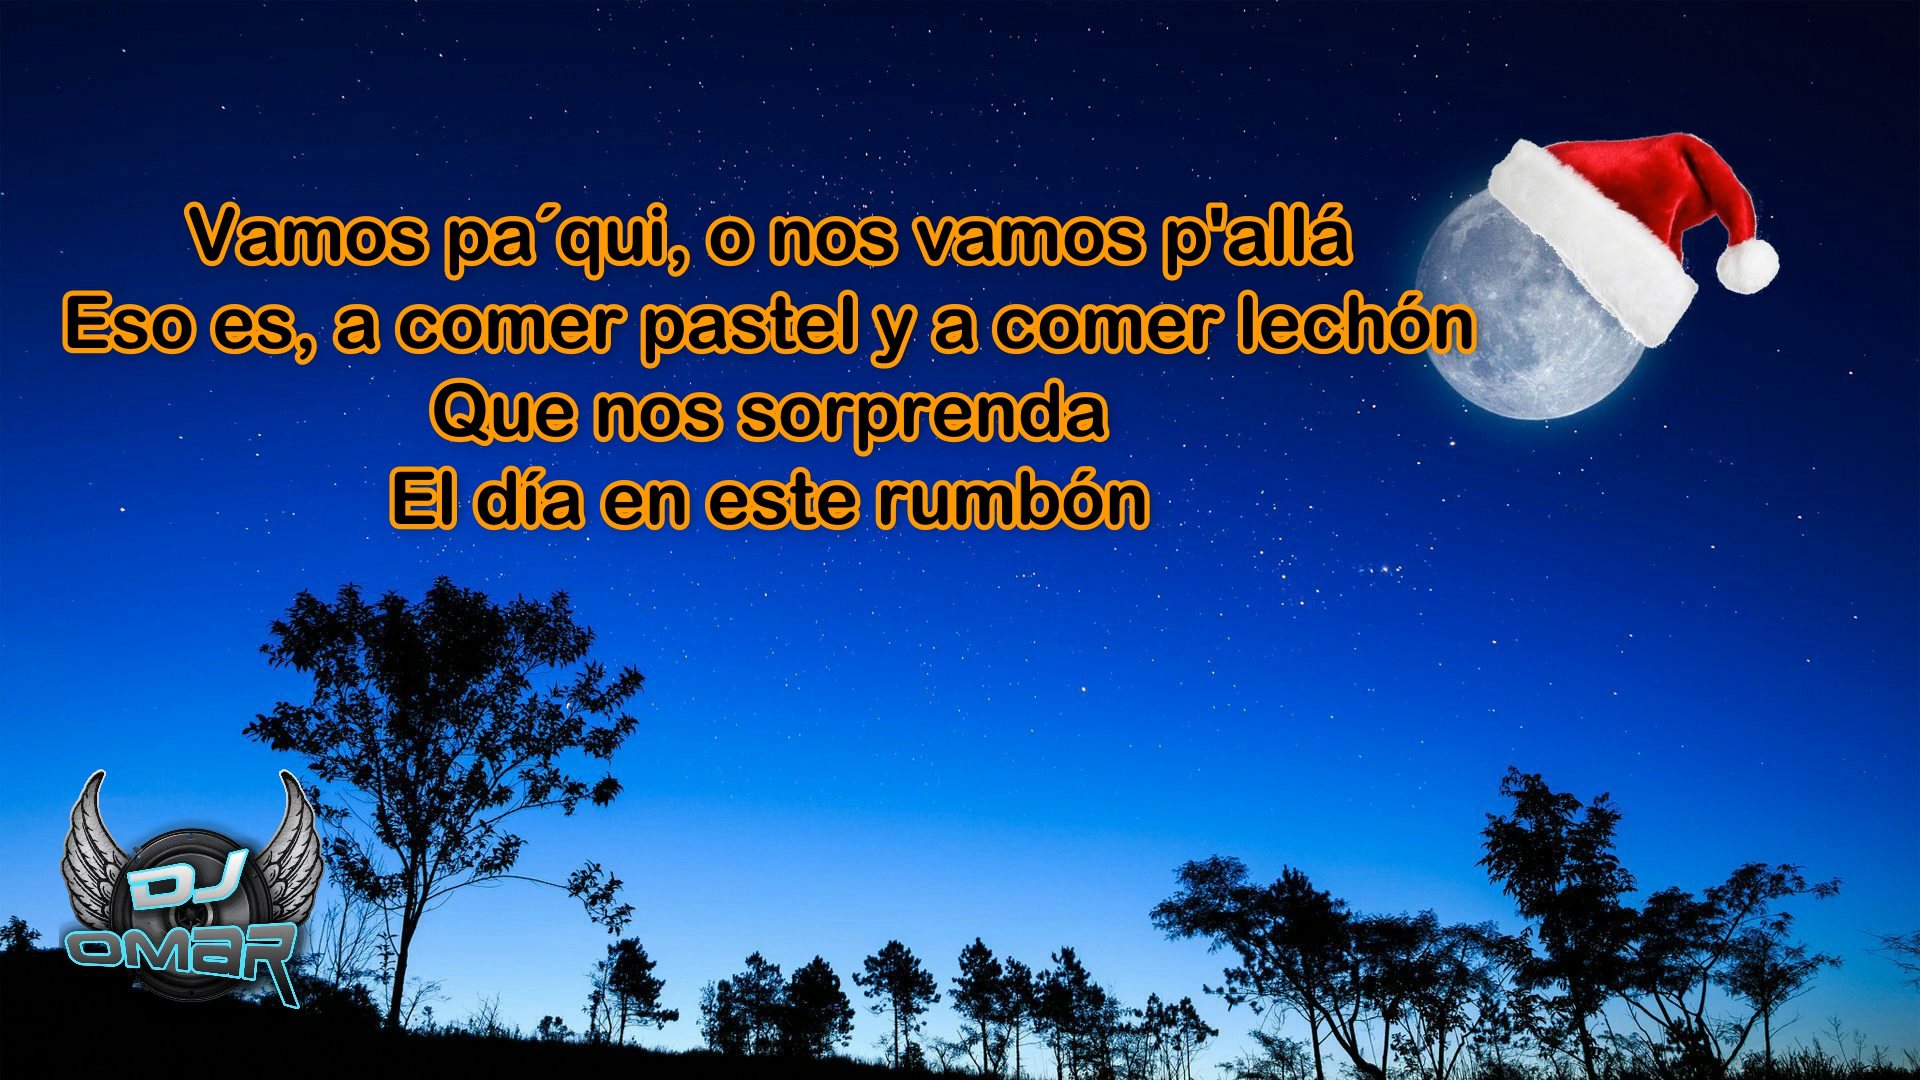 Vamos pa´qui, o nos vamos p'allá
Eso es, a comer pastel y a comer lechón
Que nos sorprenda
El día en este rumbón
DJ
OMAR